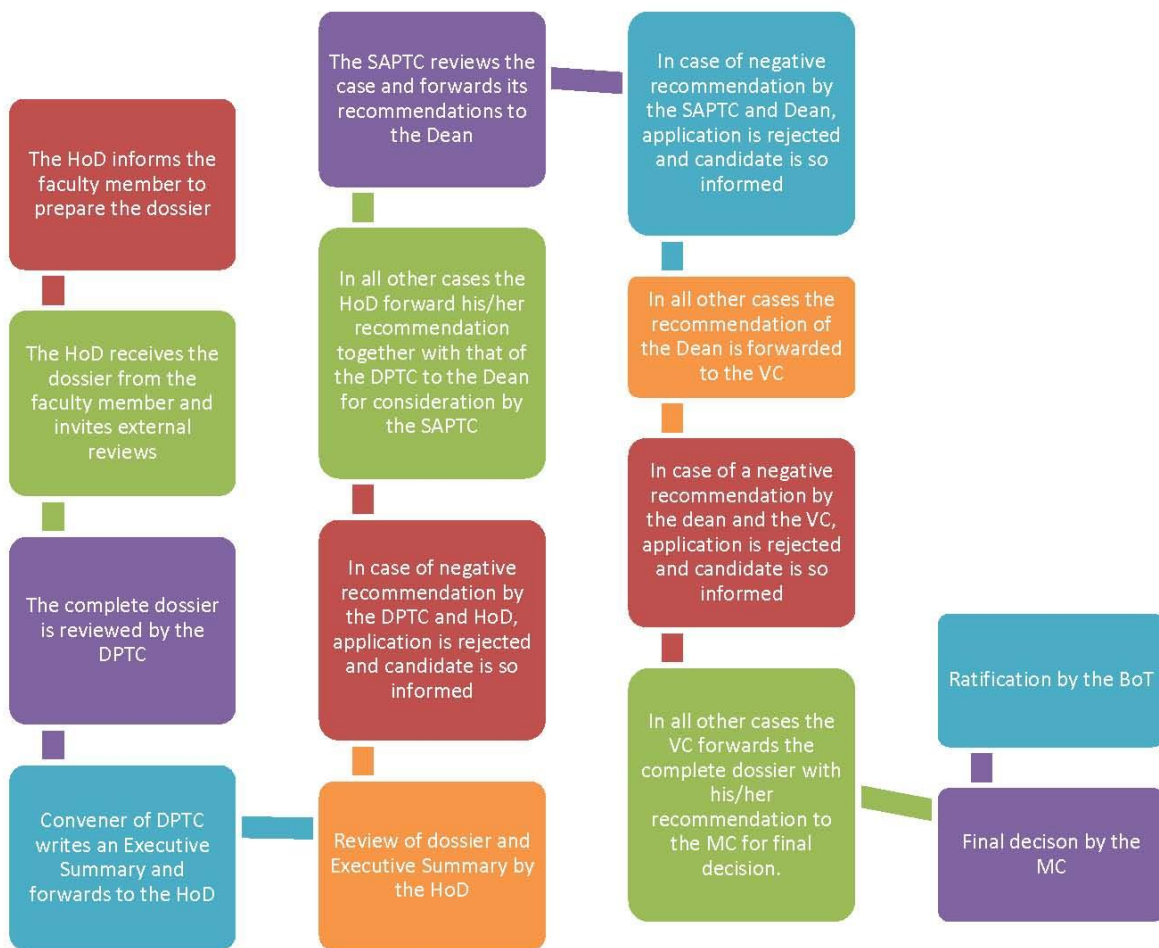 The HoD informs the
faculty member to
prepare the dossier
The HoD receives the
dossier from the
faculty member and
invites external
reviews
The complete dossier
is reviewed by the
DPTC
Convener of DPTC
writes an Executive
Summary and
forwards to the HoD
Review of dossier and
Executive Summary by
the HoD
In case of negative
recommendation by
the DPTC and HoD,
application is rejected
and candidate is so
informed
In all other cases the
HoD forward his/her
recommendation
together with that of
the DPTC to the Dean
for consideration by
the SAPTC
The SAPTC reviews the
case and forwards its
recommendations to
the Dean
In case of negative
recommendation by
the SAPTC and Dean,
application is rejected
and candidate is so
informed
In all other cases the
recommendation of
the Dean is forwarded
to the VC
In case of a negative
recommendation by
the dean and the VC,
application is rejected
and candidate is so
informed
In all other cases the
VC forwards the
complete dossier with
his/her
recommendation to
the MC for final
decision.
Final decison by the
MC
Ratification by the BoT